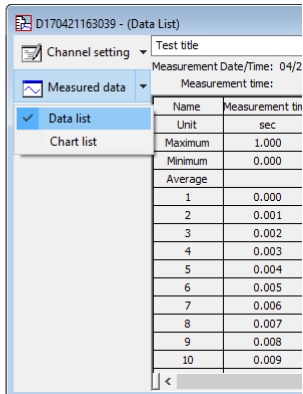 D170421163039 - (Data List)
Channel setting
Test title
Measurement Date/Time: 04/2
Measured data
Measurement time:
Data list
Chart list
Name Measurement tim
Unit sec
Maximum 1.000
Minimum 0.000
Average
1 0.000
2 0.001
3 0.002
4 0.003
5 0.004
6 0.005
7 0.006
8 0.007
9 0.008
10 0.009